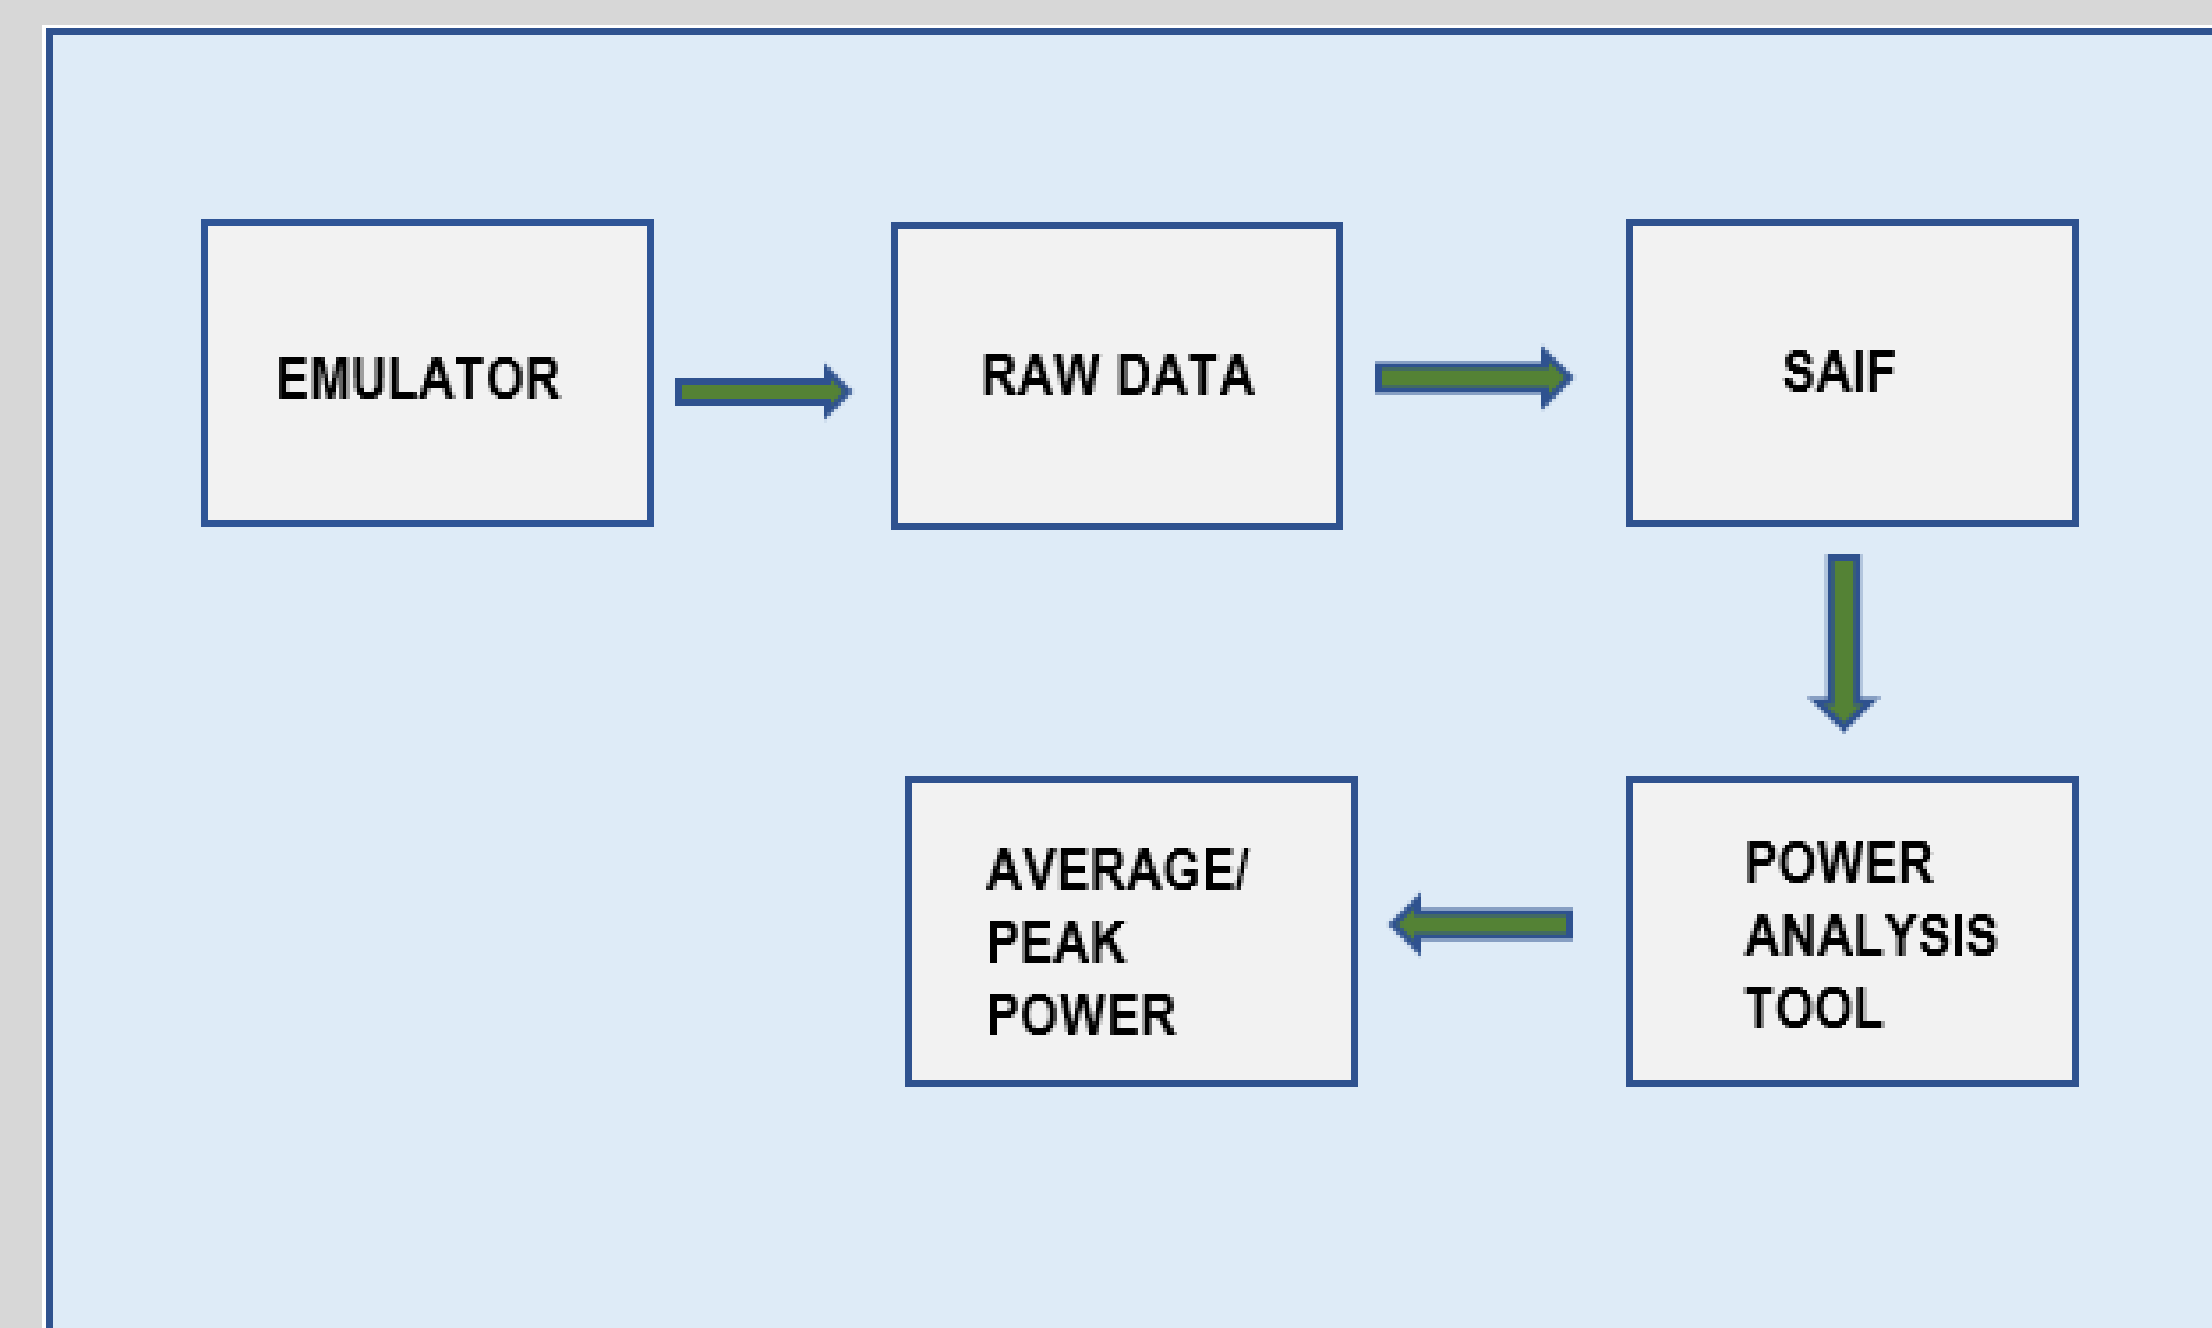 EMULATOR
RAW DATA
SAIF
AVERAGE/
PEAK
POWER
POWER
ANALYSIS
TOOL